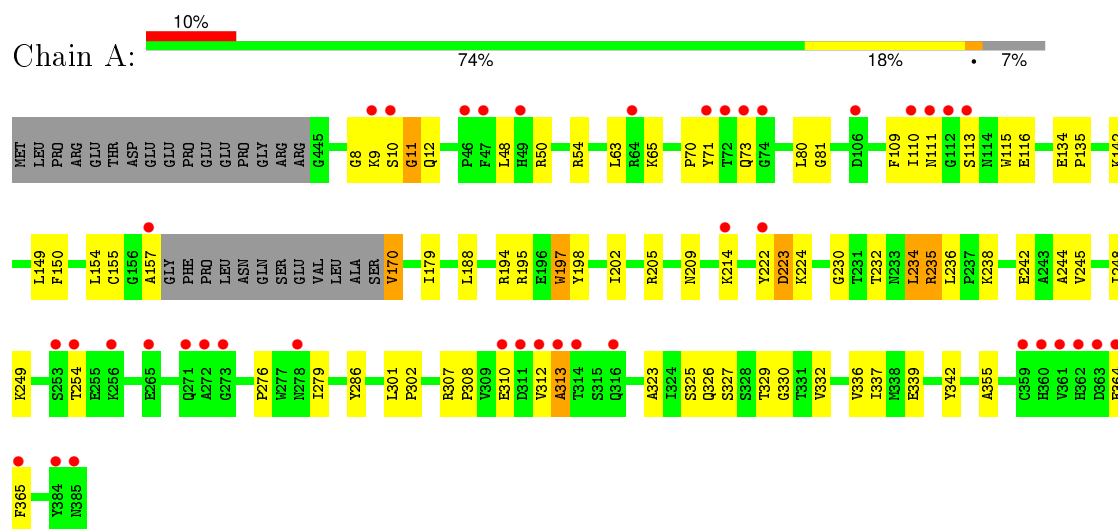 10%
Chain A:
74% 18% • 7%
MET LEU PRO ARG GLU THR ASP GLU GLU PRO GLU GLU PRO GLY ARG ARG G445 G8 K9 S10 G11 Q12 P46 F47 L48 H49 R50 R54 L63 R64 K65 P70 Y71 T72 Q73 G74 L80 G81 D106 F109 I110 N111 G112 S113 N114 W115 E116 E134 P135 K142
L149 F150 L154 C155 G156 A157 GLY PHE PRO LEU ASN GLN SER GLU VAL LEU ALA SER V170 I179 L188 R194 R195 E196 W197 Y198 I202 R205 N209 K214 Y222 D223 K224 G230 T231 T232 N233 L234 R235 L236 P237 K238 E242 A243 A244 V245 I248
K249 S253 T254 E255 K256 E265 Q271 A272 G273 P276 W277 N278 I279 Y286 L301 P302 R307 P308 V309 E310 D311 V312 A313 T314 S315 Q316 A323 I324 S325 Q326 S327 S328 T329 G330 T331 V332 V336 I337 M338 E339 Y342 A355 C359 H360 V361 H362 D363
F365 Y384 N385